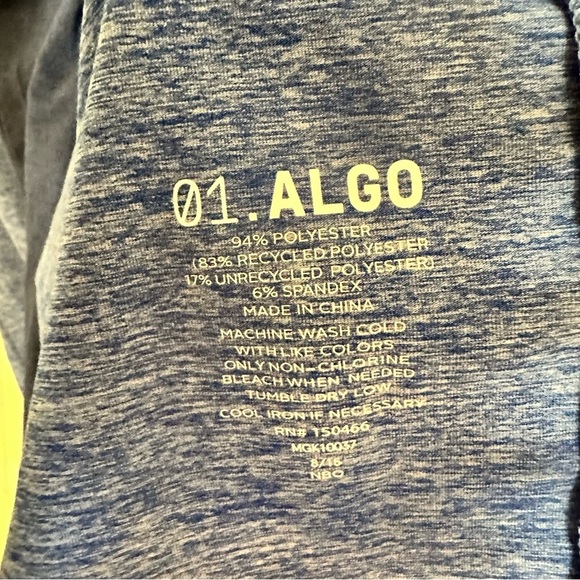 01.ALGO
94% POLYESTER
(83% RECYCLED POLYESTER
17% UNRECYCLED POLYESTER)
6% SPANDEX
MADE IN CHINA
MACHINE WASH COLD
WITH LIKE COLORS
ONLY NON-CHLORINE
BLEACH WHEN NEEDED
TUMBLE DRY LOW
COOL IRON IF NECESSARY
RN# 150466
MGK10037
8/18
NBO